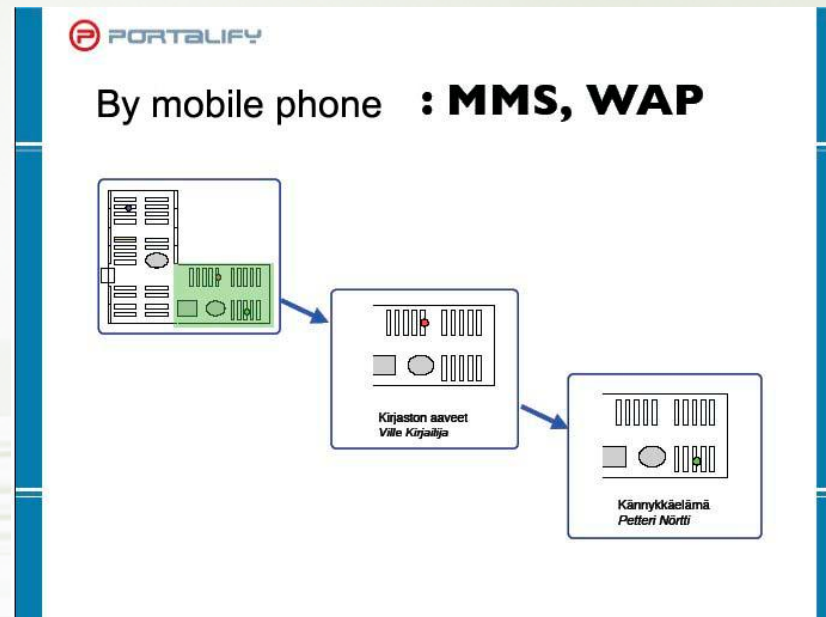 PORTALIFY
By mobile phone : MMS, WAP
Kirjaston aaveet
Ville Kirjailija
Kännykkäelämä
Petteri Nörtti